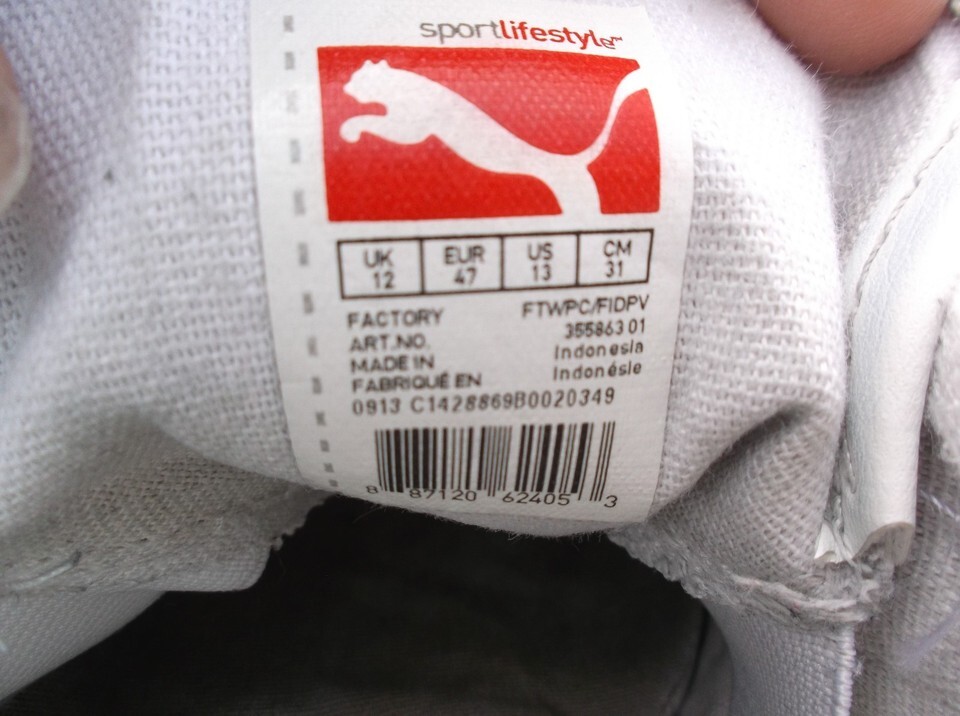 sportlifestyle™
UK EUR US CM
12 47 13 31
FACTORY FTWPC/FIDPV
ART.NO. 355863 01
MADE IN Indonesia
FABRIQUÉ EN Indonésie
0913 C1428869B0020349
8 87120 62405 3